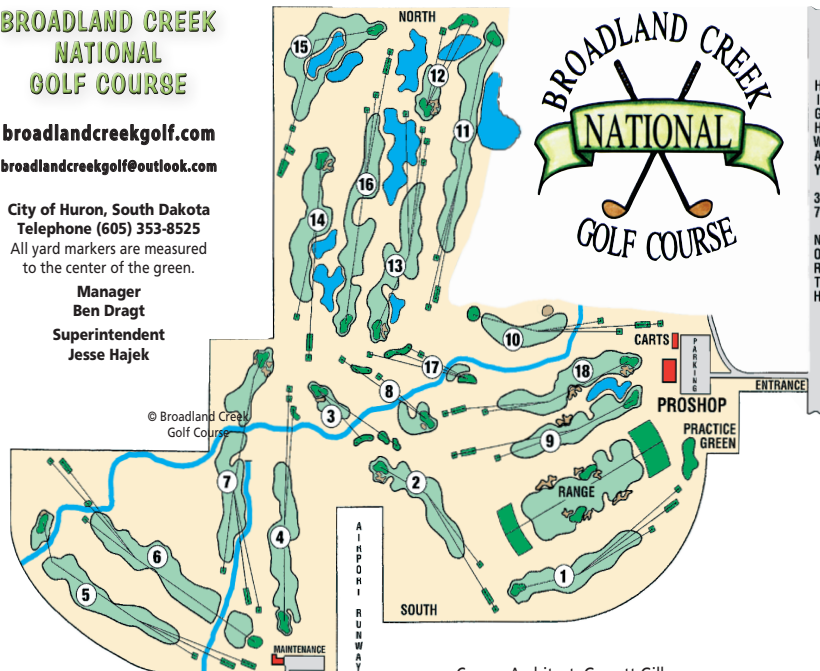 BROADLAND CREEK
NATIONAL
GOLF COURSE
broadlandcreekgolf.com
broadlandcreekgolf@outlook.com
City of Huron, South Dakota
Telephone (605) 353-8525
All yard markers are measured
to the center of the green.
Manager
Ben Dragt
Superintendent
Jesse Hajek
© Broadland Creek
Golf Course
NORTH
15
12
11
16
14
13
10
17
18
8
3
9
2
7
4
6
5
1
BROADLAND CREEK
NATIONAL
GOLF COURSE
HIGHWAY 37 NORTH
CARTS
PARKING
ENTRANCE
PROSHOP
PRACTICE
GREEN
RANGE
AIRPORT RUNWAY
SOUTH
MAINTENANCE